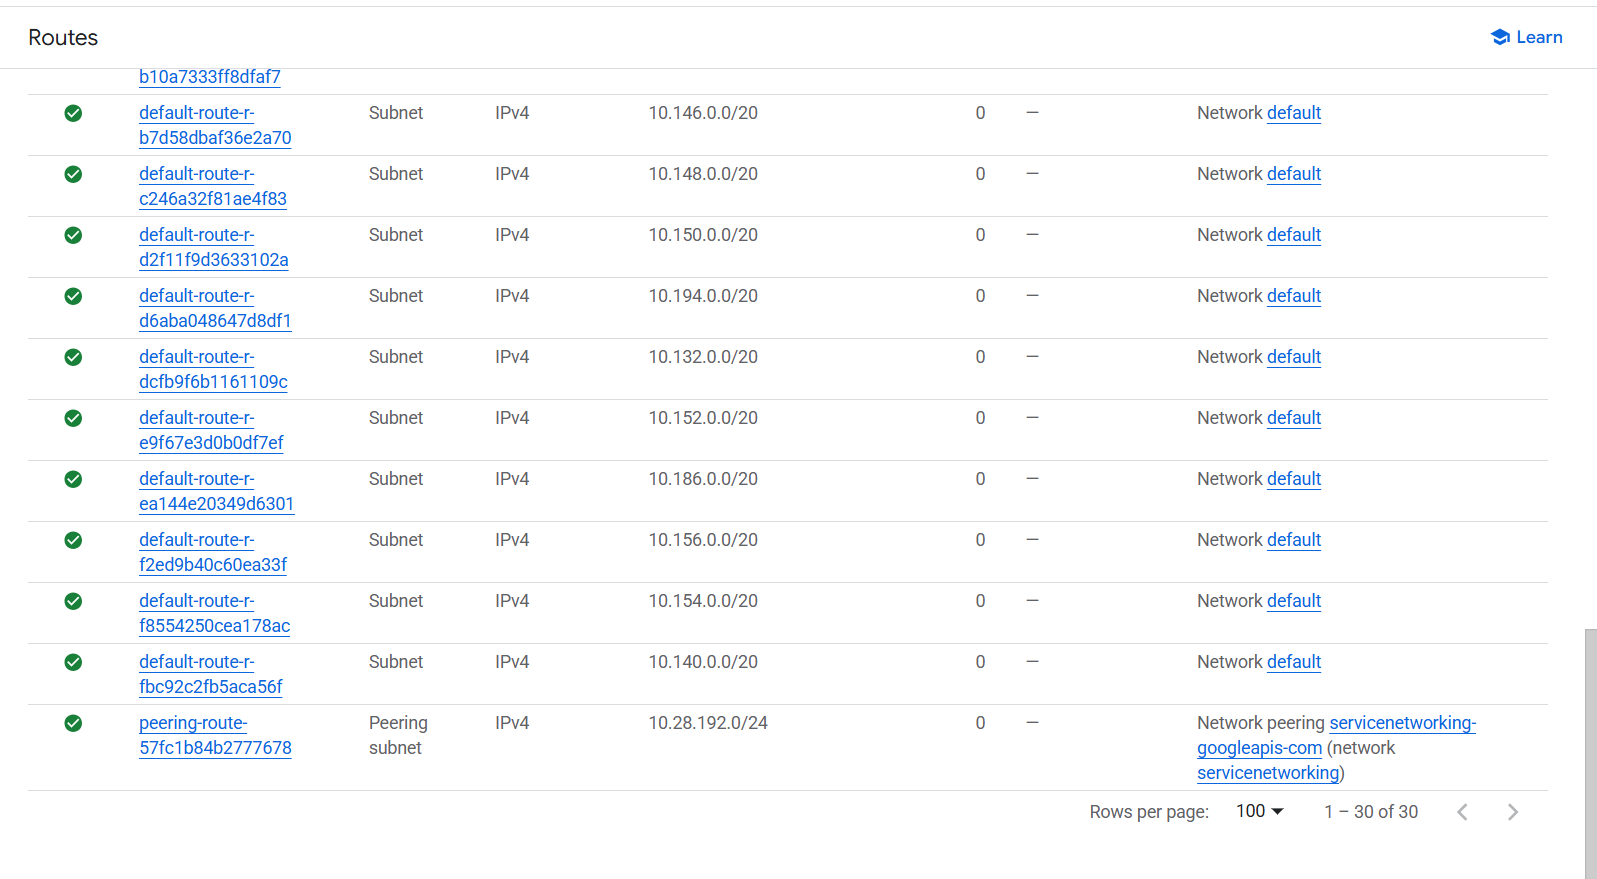 Routes
Learn
b10a7333ff8dfaf7
default-route-r- Subnet IPv4 10.146.0.0/20 0 — Network default
b7d58dbaf36e2a70
default-route-r- Subnet IPv4 10.148.0.0/20 0 — Network default
c246a32f81ae4f83
default-route-r- Subnet IPv4 10.150.0.0/20 0 — Network default
d2f11f9d3633102a
default-route-r- Subnet IPv4 10.194.0.0/20 0 — Network default
d6aba048647d8df1
default-route-r- Subnet IPv4 10.132.0.0/20 0 — Network default
dcfb9f6b1161109c
default-route-r- Subnet IPv4 10.152.0.0/20 0 — Network default
e9f67e3d0b0df7ef
default-route-r- Subnet IPv4 10.186.0.0/20 0 — Network default
ea144e20349d6301
default-route-r- Subnet IPv4 10.156.0.0/20 0 — Network default
f2ed9b40c60ea33f
default-route-r- Subnet IPv4 10.154.0.0/20 0 — Network default
f8554250cea178ac
default-route-r- Subnet IPv4 10.140.0.0/20 0 — Network default
fbc92c2fb5aca56f
peering-route- Peering IPv4 10.28.192.0/24 0 — Network peering servicenetworking-
57fc1b84b2777678 subnet googleapis-com (network
servicenetworking)
Rows per page: 100 1 – 30 of 30